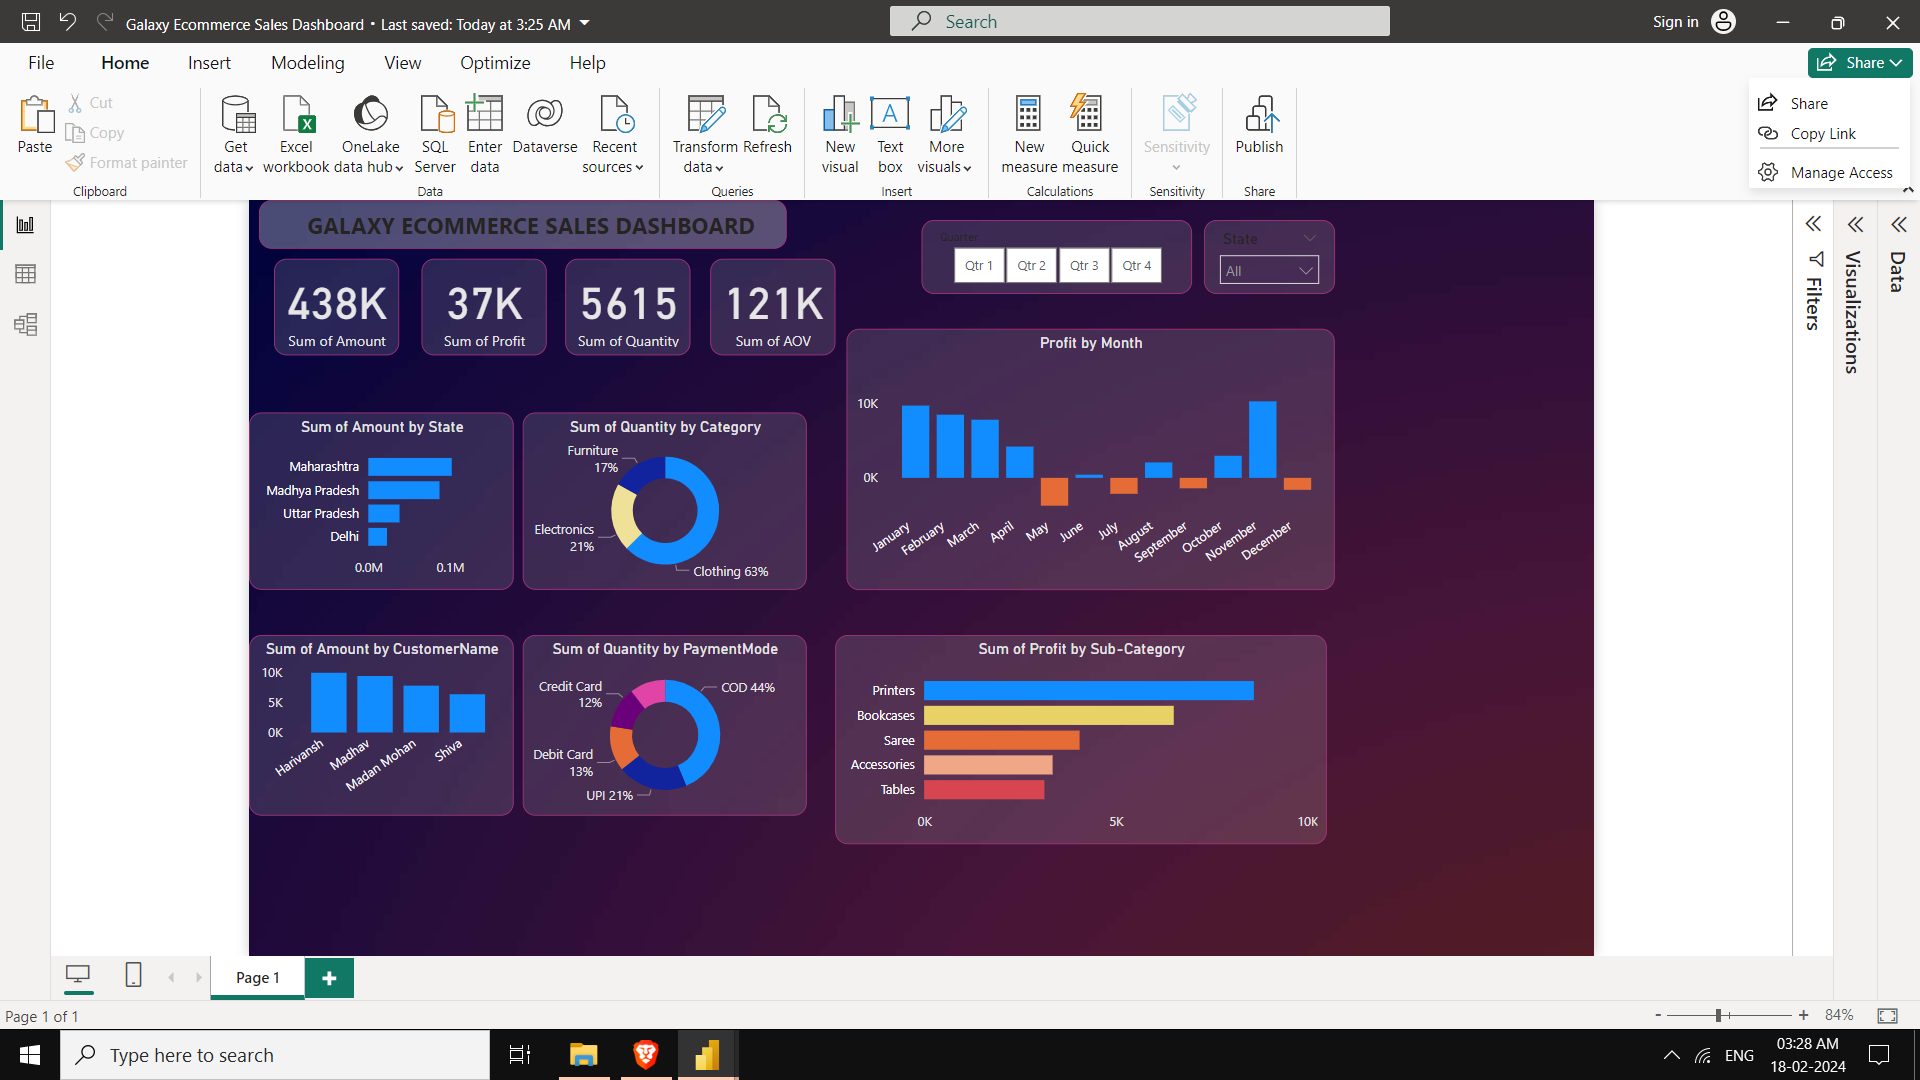 Galaxy Ecommerce Sales Dashboard • Last saved: Today at 3:25 AM
Search
Sign in
File
Home
Insert
Modeling
View
Optimize
Help
Share
Paste
Cut
Copy
Format painter
Clipboard
Get data
Excel workbook
OneLake data hub
SQL Server
Enter data
Dataverse
Recent sources
Data
Transform data
Refresh
Queries
New visual
Text box
More visuals
Insert
New measure
Quick measure
Calculations
Sensitivity
Sensitivity
Publish
Share
Share
Copy Link
Manage Access
GALAXY ECOMMERCE SALES DASHBOARD
438K
Sum of Amount
37K
Sum of Profit
5615
Sum of Quantity
121K
Sum of AOV
Quarter
Qtr 1
Qtr 2
Qtr 3
Qtr 4
State
All
Filters
Visualizations
Data
Profit by Month
10K
0K
January
February
March
April
May
June
July
August
September
October
November
December
Sum of Amount by State
Maharashtra
Madhya Pradesh
Uttar Pradesh
Delhi
0.0M
0.1M
Sum of Quantity by Category
Furniture
17%
Electronics
21%
Clothing 63%
Sum of Amount by CustomerName
10K
5K
0K
Harivansh
Madhav
Madan Mohan
Shiva
Sum of Quantity by PaymentMode
Credit Card
12%
COD 44%
Debit Card
13%
UPI 21%
Sum of Profit by Sub-Category
Printers
Bookcases
Saree
Accessories
Tables
0K
5K
10K
Page 1
Page 1 of 1
84%
Type here to search
ENG
03:28 AM
18-02-2024